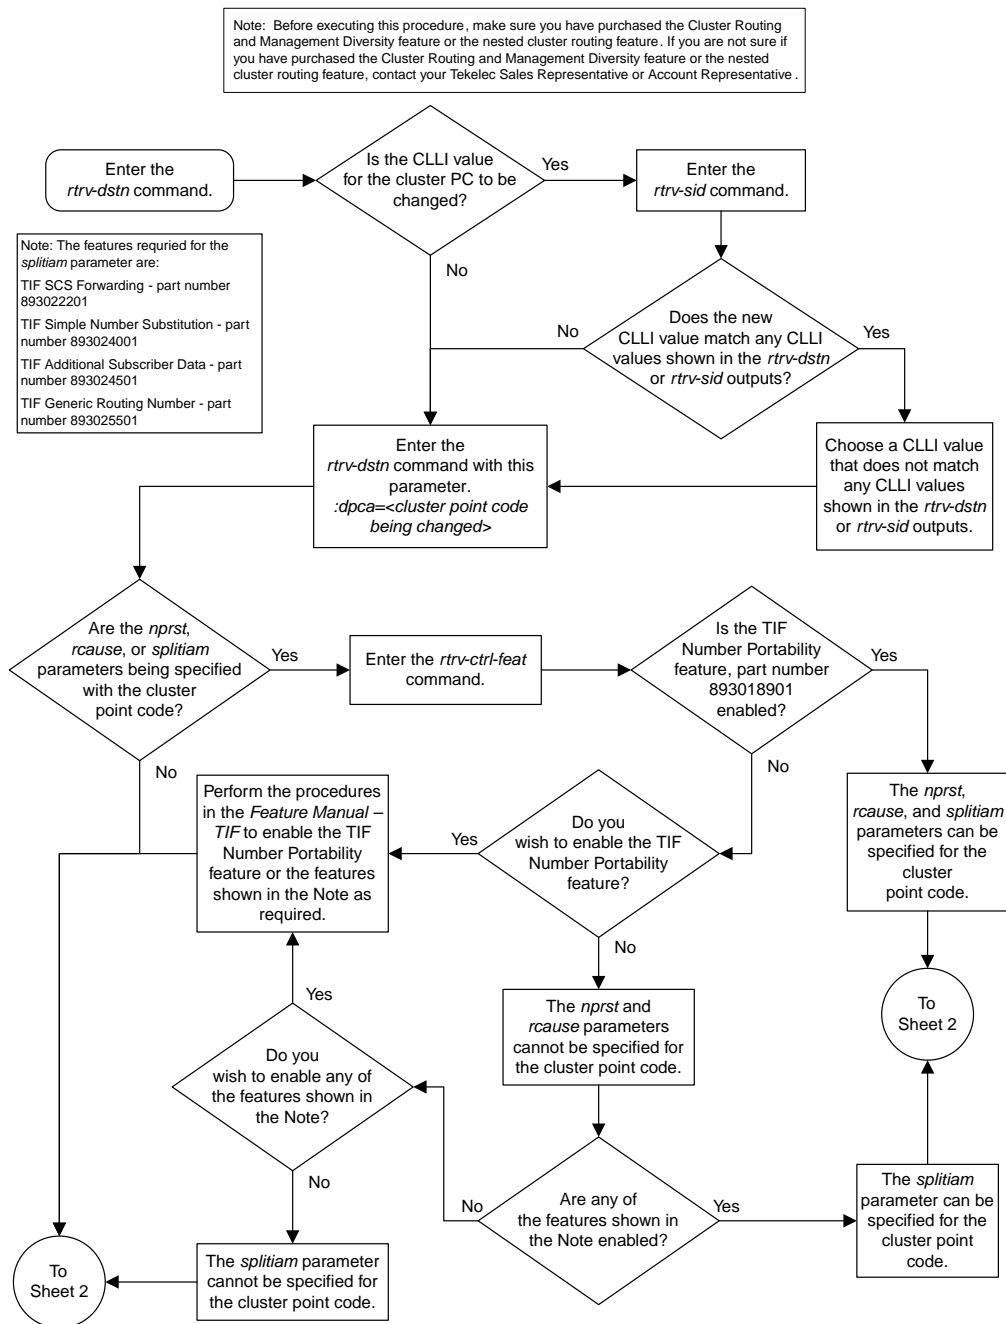 Note: Before executing this procedure, make sure you have purchased the Cluster Routing
and Management Diversity feature or the nested cluster routing feature. If you are not sure if
you have purchased the Cluster Routing and Management Diversity feature or the nested
cluster routing feature, contact your Tekelec Sales Representative or Account Representative.
Enter the
rtrv-dstn command.
Is the CLLI value
for the cluster PC to be
changed?
Yes
Enter the
rtrv-sid command.
No
Note: The features requried for the
splitiam parameter are:
TIF SCS Forwarding - part number
893022201
TIF Simple Number Substitution - part
number 893024001
TIF Additional Subscriber Data - part
number 893024501
TIF Generic Routing Number - part
number 893025501
Does the new
CLLI value match any CLLI
values shown in the rtrv-dstn
or rtrv-sid outputs?
No
Yes
Enter the
rtrv-dstn command with this
parameter.
:dpca=<cluster point code
being changed>
Choose a CLLI value
that does not match
any CLLI values
shown in the rtrv-dstn
or rtrv-sid outputs.
Are the nprst,
rcause, or splitiam
parameters being specified
with the cluster
point code?
Yes
Enter the rtrv-ctrl-feat
command.
Is the TIF
Number Portability
feature, part number
893018901
enabled?
Yes
No
No
Perform the procedures
in the Feature Manual –
TIF to enable the TIF
Number Portability
feature or the features
shown in the Note as
required.
Yes
Do you
wish to enable the TIF
Number Portability
feature?
The nprst,
rcause, and splitiam
parameters can be
specified for the
cluster
point code.
No
Yes
The nprst and
rcause parameters
cannot be specified for
the cluster point code.
To
Sheet 2
Do you
wish to enable any of
the features shown in
the Note?
No
No
Are any of
the features shown in
the Note enabled?
Yes
The splitiam
parameter can be
specified for the
cluster point
code.
To
Sheet 2
The splitiam parameter
cannot be specified for
the cluster point code.